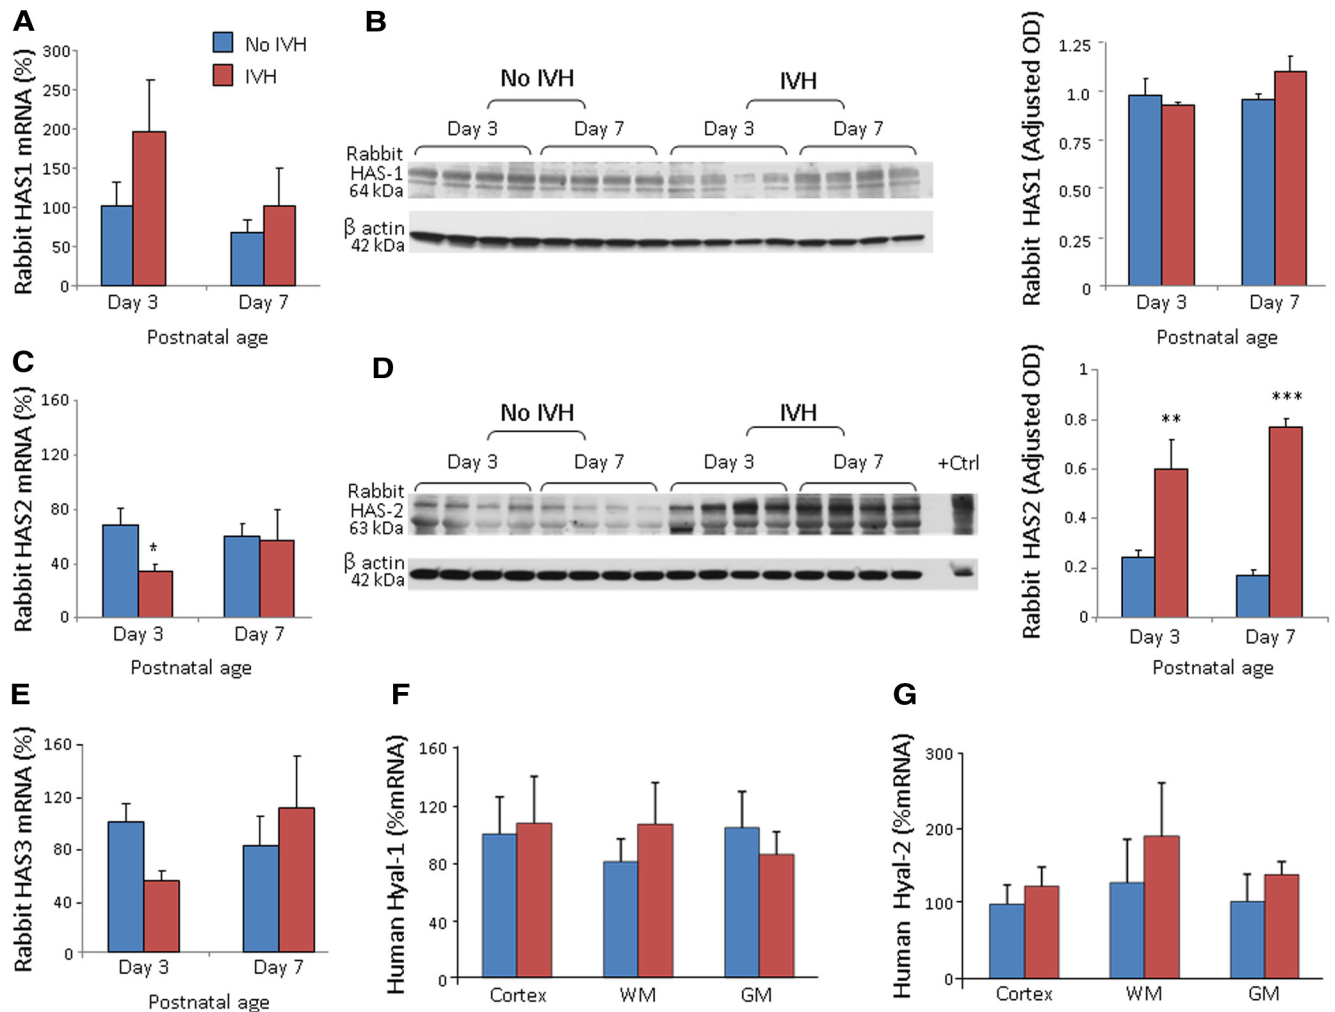 A
Rabbit HAS1 mRNA (%)
300
250
200
150
100
50
0
Day 3
Day 7
Postnatal age
No IVH
IVH
B
No IVH
IVH
Day 3
Day 7
Day 3
Day 7
Rabbit
HAS-1
64 kDa
β actin
42 kDa
Rabbit HAS1 (Adjusted OD)
1.25
1.0
0.75
0.50
0.25
0
Day 3
Day 7
Postnatal age
C
Rabbit HAS2 mRNA (%)
160
120
80
40
0
*
Day 3
Day 7
Postnatal age
D
No IVH
IVH
Day 3
Day 7
Day 3
Day 7
+Ctrl
Rabbit
HAS-2
63 kDa
β actin
42 kDa
Rabbit HAS2 (Adjusted OD)
1
0.8
0.6
0.4
0.2
0
**
***
Day 3
Day 7
Postnatal age
E
Rabbit HAS3 mRNA (%)
160
120
80
40
0
Day 3
Day 7
Postnatal age
F
Human Hyal-1 (%mRNA)
160
120
80
40
0
Cortex
WM
GM
G
Human Hyal-2 (%mRNA)
300
200
100
0
Cortex
WM
GM